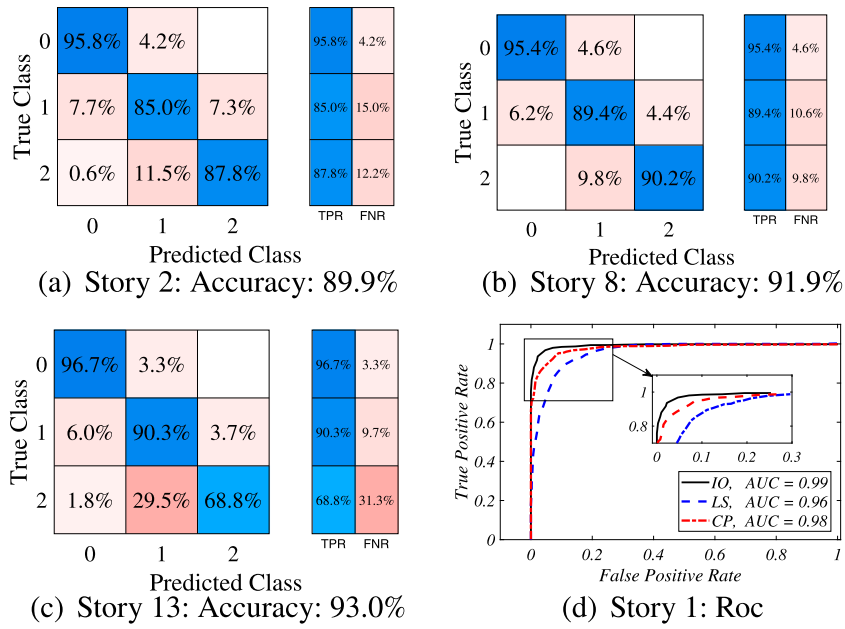 0 95.8% 4.2% 95.8% 4.2%
1 7.7% 85.0% 7.3% 85.0% 15.0%
2 0.6% 11.5% 87.8% 87.8% 12.2%
True Class
0 1 2 TPR FNR
Predicted Class
(a) Story 2: Accuracy: 89.9%
0 95.4% 4.6% 95.4% 4.6%
1 6.2% 89.4% 4.4% 89.4% 10.6%
2 9.8% 90.2% 90.2% 9.8%
True Class
0 1 2 TPR FNR
Predicted Class
(b) Story 8: Accuracy: 91.9%
0 96.7% 3.3% 96.7% 3.3%
1 6.0% 90.3% 3.7% 90.3% 9.7%
2 1.8% 29.5% 68.8% 68.8% 31.3%
True Class
0 1 2 TPR FNR
Predicted Class
(c) Story 13: Accuracy: 93.0%
True Positive Rate
1
0.8
0.6
0.4
0.2
0
1
0.8
0 0.1 0.2 0.3
IO, AUC = 0.99
LS, AUC = 0.96
CP, AUC = 0.98
0 0.2 0.4 0.6 0.8 1
False Positive Rate
(d) Story 1: Roc